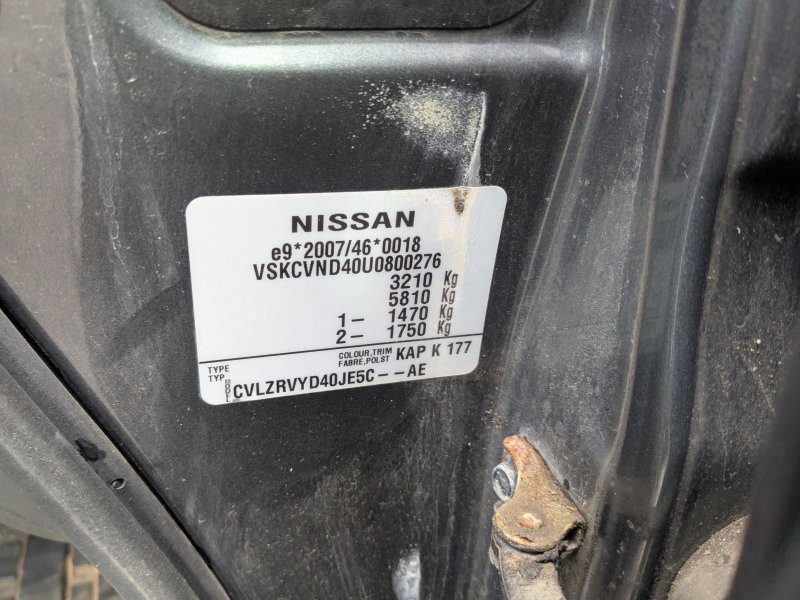 NISSAN
e9*2007/46*0018
VSKCVND40U0800276
3210 Kg
5810 Kg
1- 1470 Kg
2- 1750 Kg
TYPE TYP COLOUR,TRIM FABRE,POLST KAP K 177
MODEL CVLZRVYD40JE5C--AE